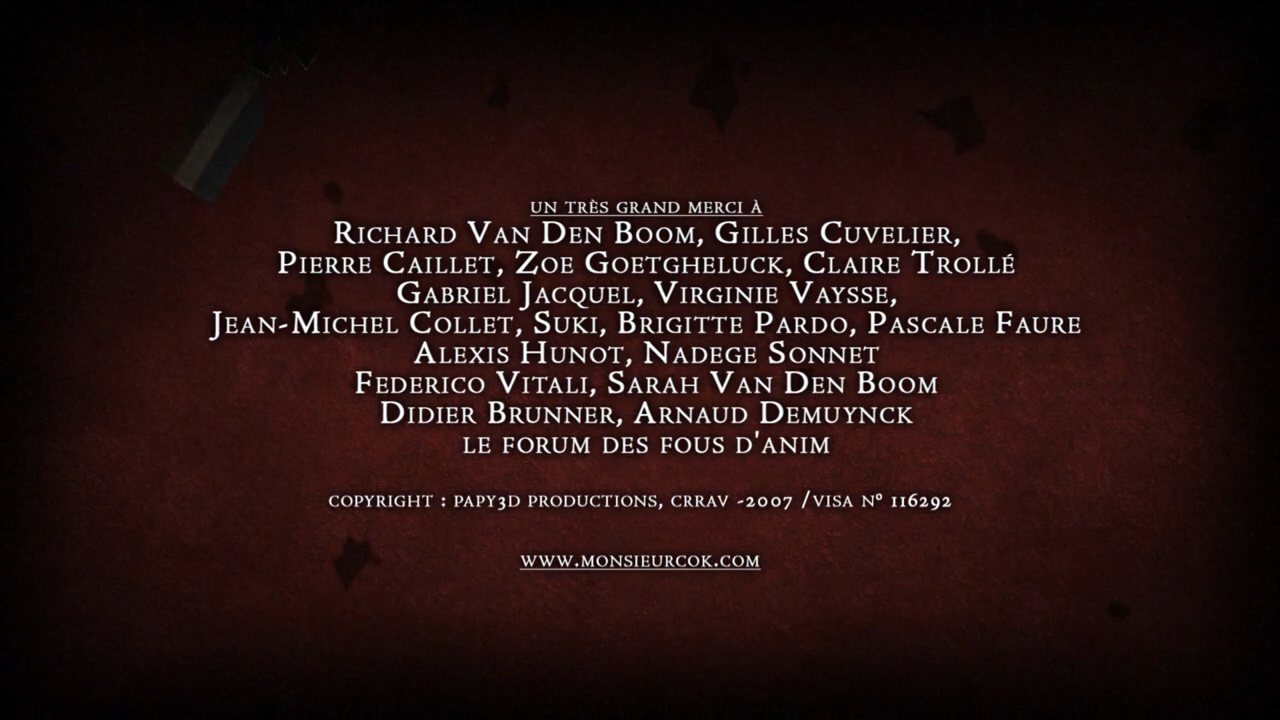 UN TRÈS GRAND MERCI À
RICHARD VAN DEN BOOM, GILLES CUVELIER,
PIERRE CAILLET, ZOE GOETGHELUCK, CLAIRE TROLLÉ
GABRIEL JACQUEL, VIRGINIE VAYSSE,
JEAN-MICHEL COLLET, SUKI, BRIGITTE PARDO, PASCALE FAURE
ALEXIS HUNOT, NADEGE SONNET
FEDERICO VITALI, SARAH VAN DEN BOOM
DIDIER BRUNNER, ARNAUD DEMUYNCK
LE FORUM DES FOUS D'ANIM
COPYRIGHT : PAPY3D PRODUCTIONS, CRRAV -2007 /VISA Nº 116292
WWW.MONSIEURCOK.COM